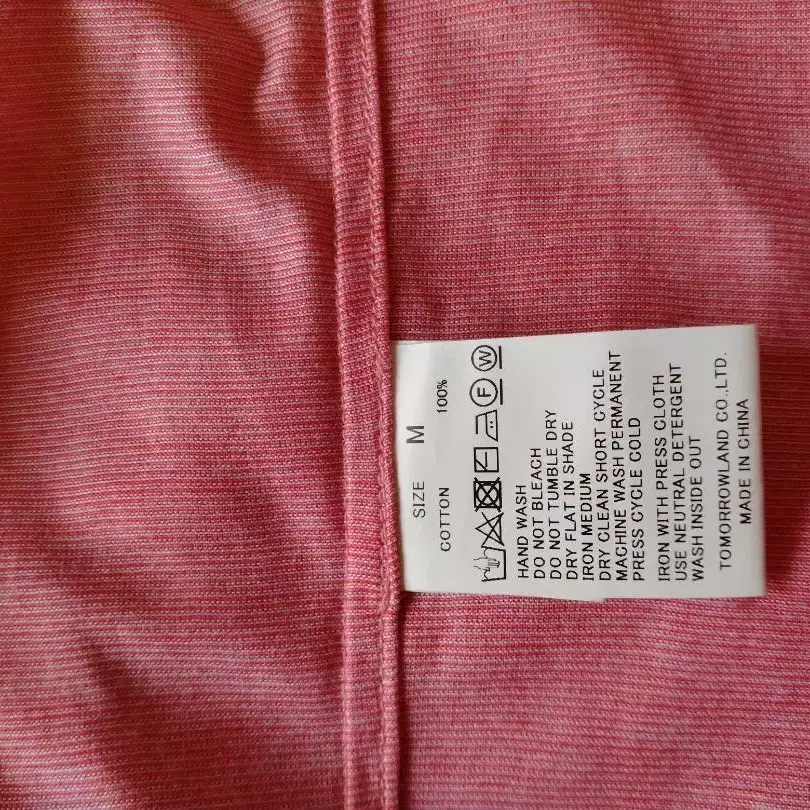 SIZE M
COTTON 100%
F W
HAND WASH
DO NOT BLEACH
DO NOT TUMBLE DRY
DRY FLAT IN SHADE
IRON MEDIUM
DRY CLEAN SHORT CYCLE
MACHINE WASH PERMANENT
PRESS CYCLE COLD
IRON WITH PRESS CLOTH
USE NEUTRAL DETERGENT
WASH INSIDE OUT
TOMORROWLAND CO.,LTD.
MADE IN CHINA